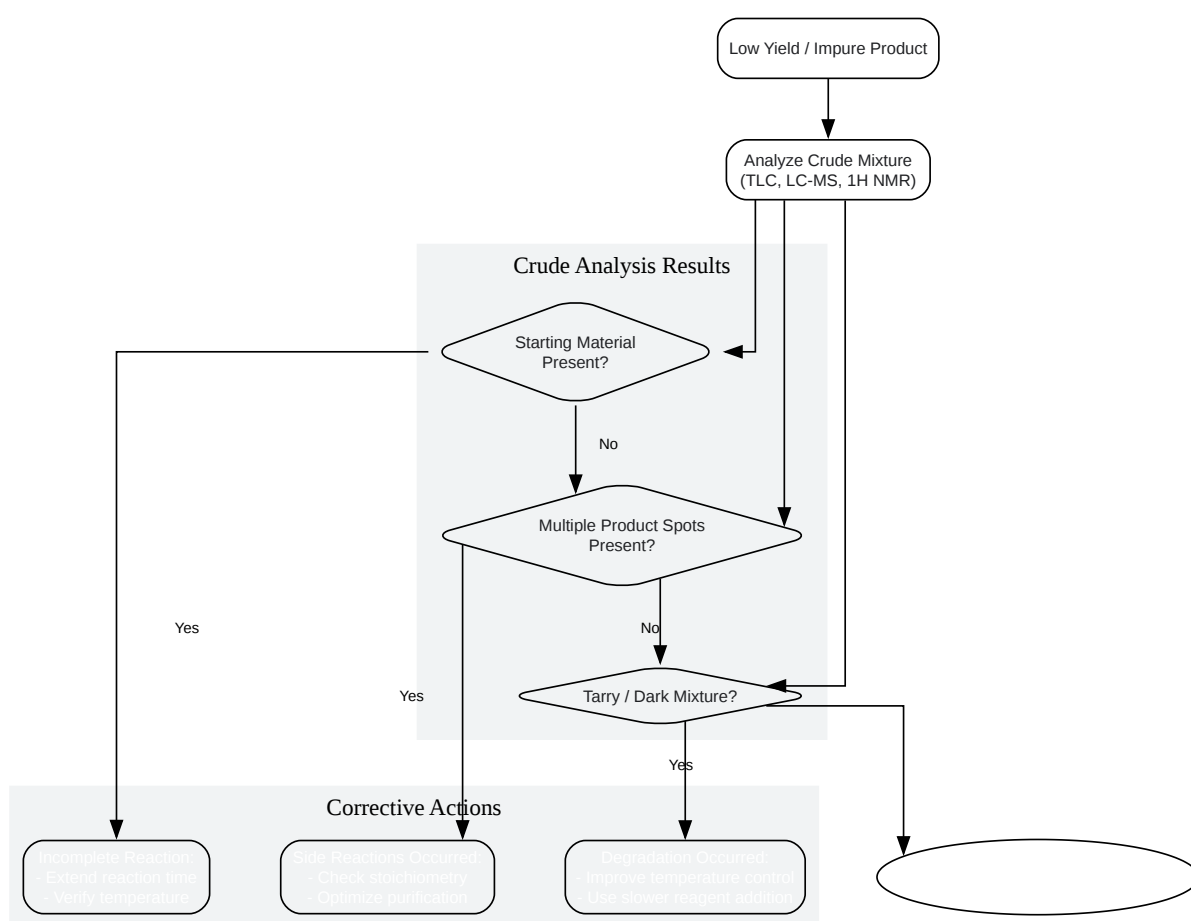 Low Yield / Impure Product
Analyze Crude Mixture
(TLC, LC-MS, 1H NMR)
Crude Analysis Results
Starting Material
Present?
No
Multiple Product Spots
Present?
Yes
No
Yes
Tarry / Dark Mixture?
Yes
Corrective Actions
Incomplete Reaction:
- Extend reaction time
- Verify temperature
Side Reactions Occurred:
- Check stoichiometry
- Optimize purification
Degradation Occurred:
- Improve temperature control
- Use slower reagent addition